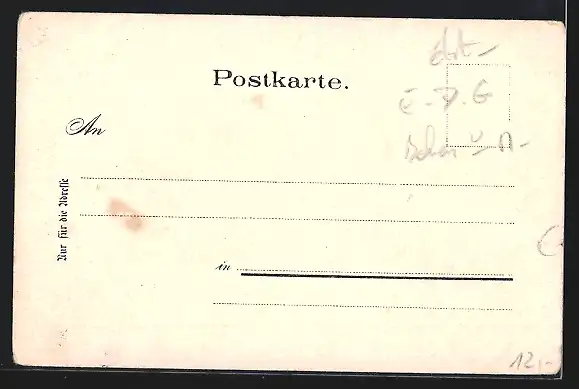 Postkarte.
An
Nur für die Adresse
in
E.P.G
12,-